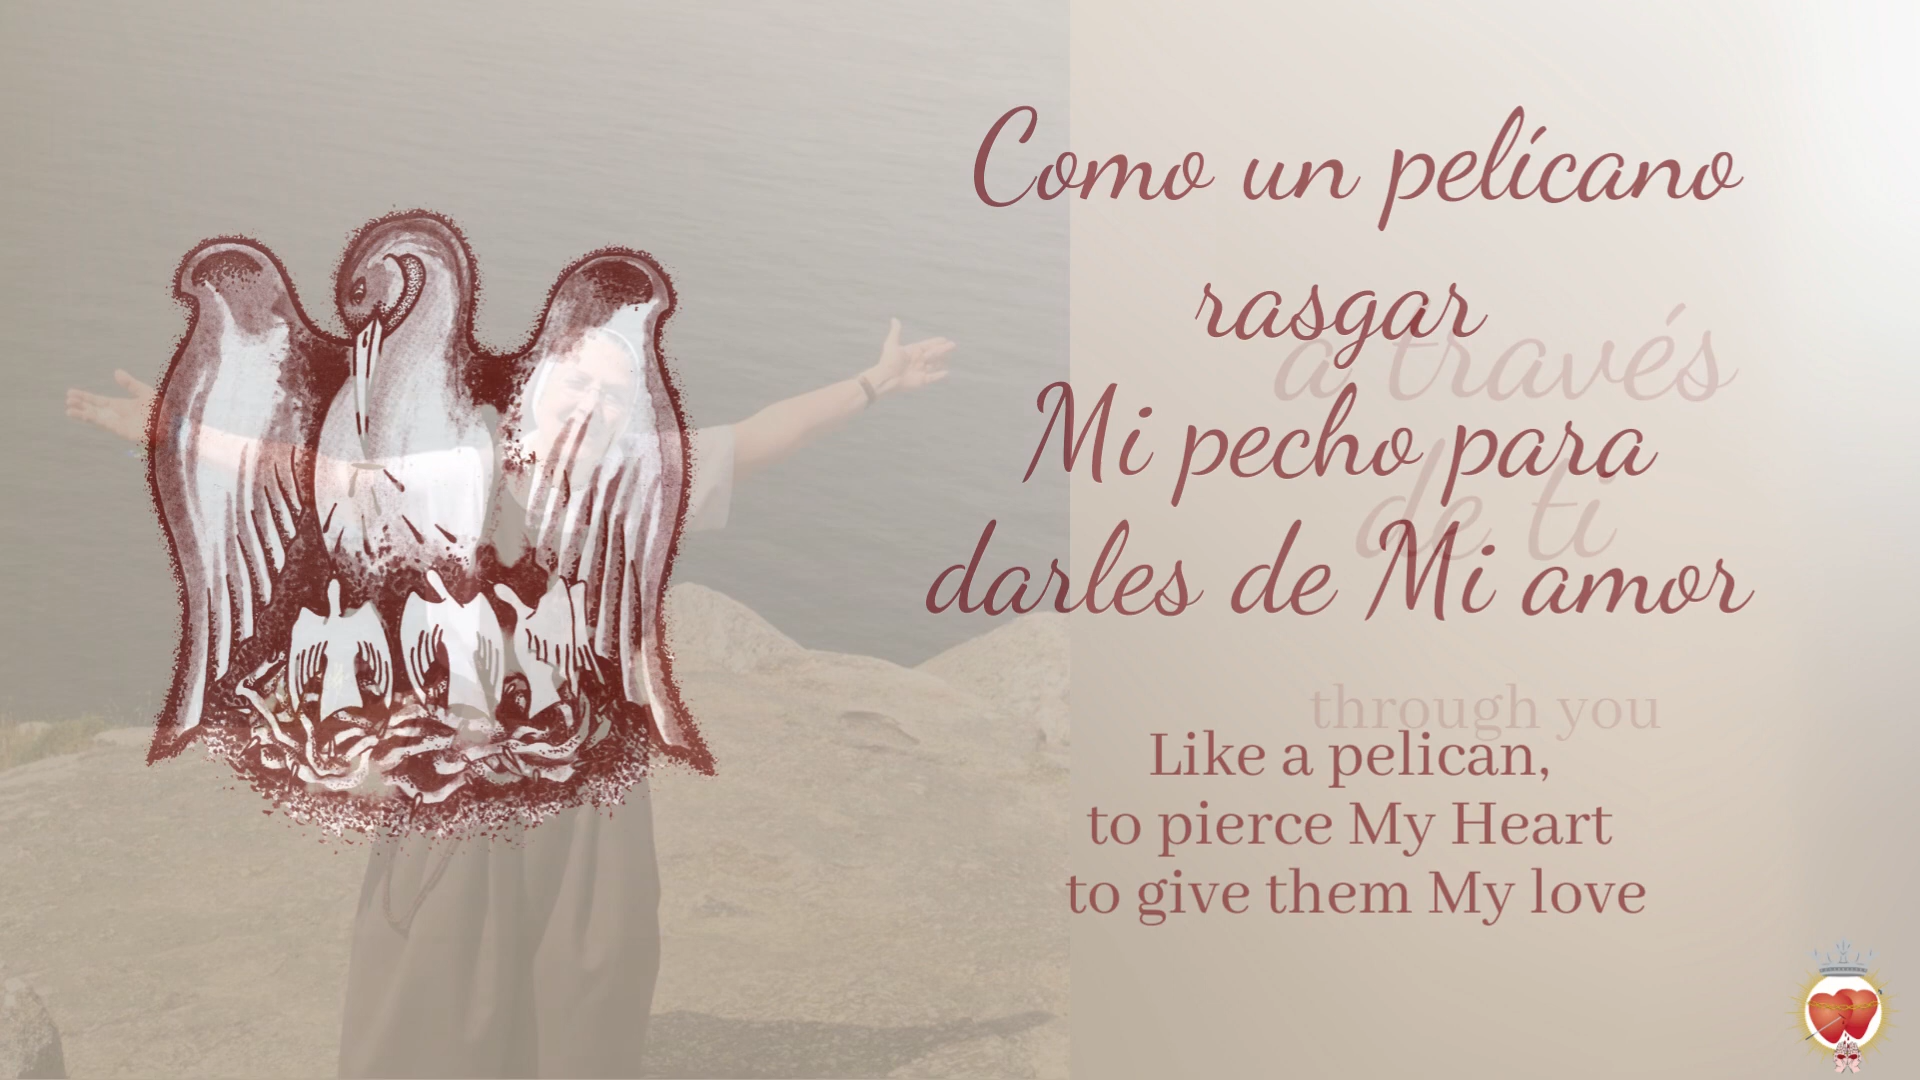 Como un pelícano
rasgar
a través
Mi pecho para
de ti
darles de Mi amor
through you
Like a pelican,
to pierce My Heart
to give them My love